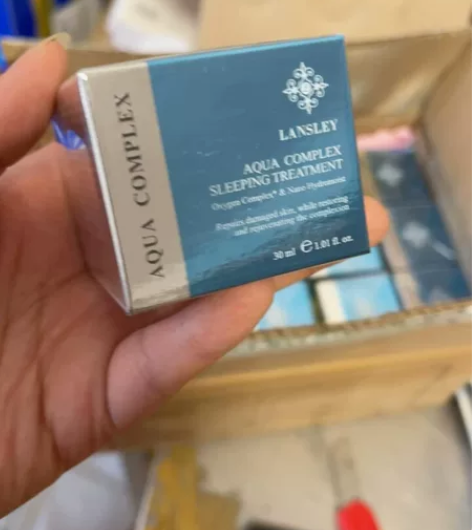 AQUA COMPLEX
LANSLEY
AQUA COMPLEX
SLEEPING TREATMENT
Oxygen Complex* & Nano Hydromoist
Repairs damaged skin, while restoring
and rejuvenating the complexion
30 ml ℮ 1.01 fl. oz.